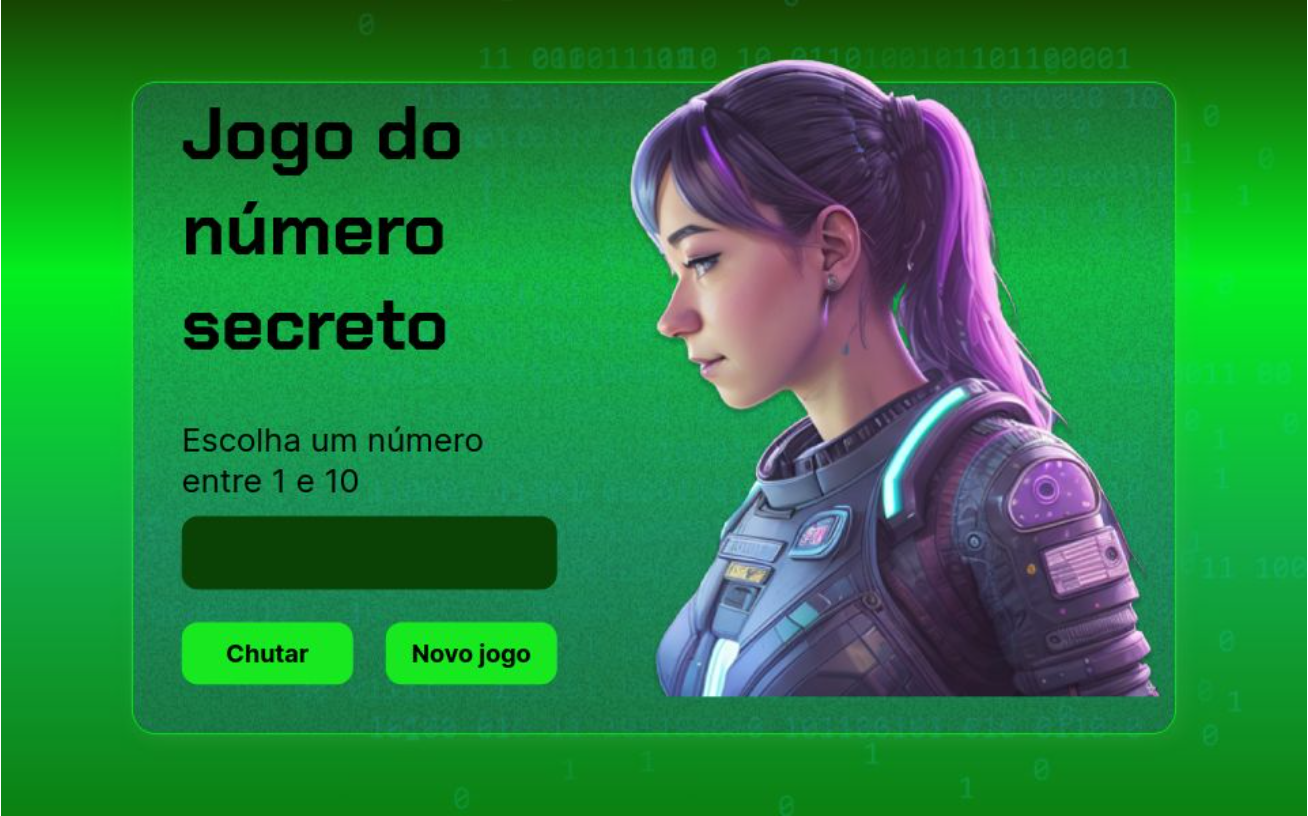 Jogo do
número
secreto
Escolha um número
entre 1 e 10
Chutar
Novo jogo